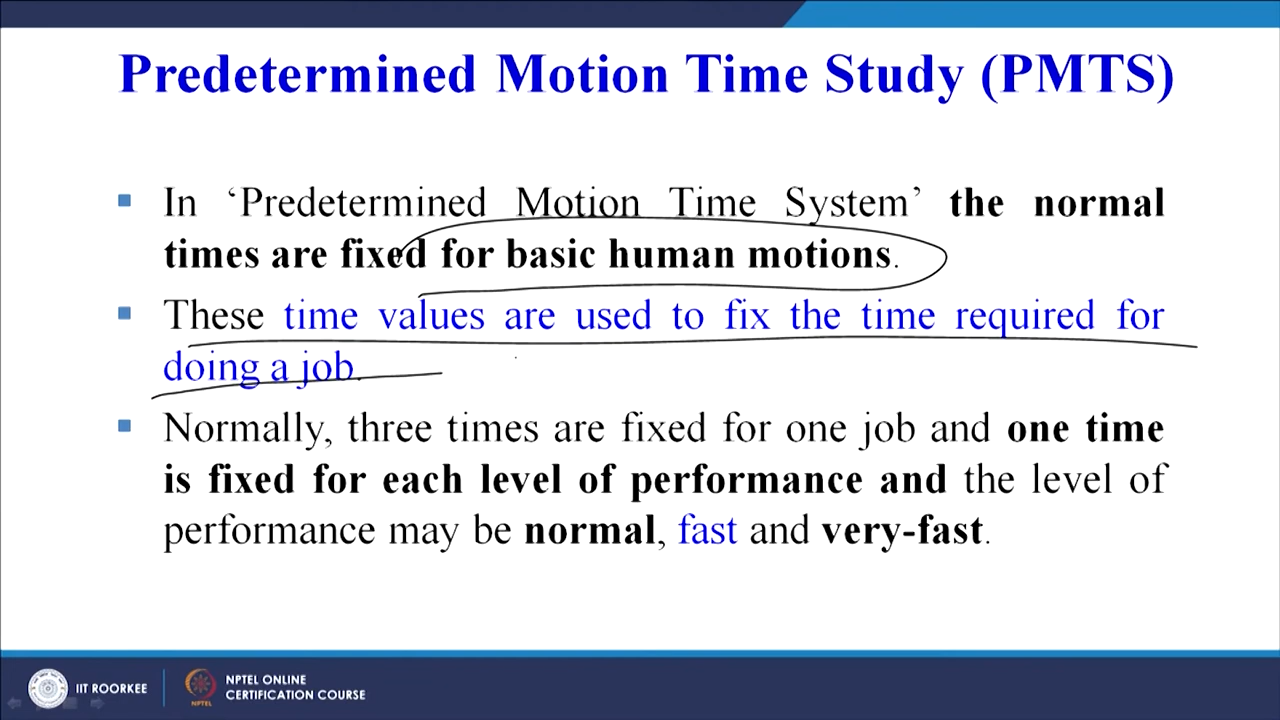 Predetermined Motion Time Study (PMTS)
In ‘Predetermined Motion Time System’ the normal
times are fixed for basic human motions.
These time values are used to fix the time required for
doing a job.
Normally, three times are fixed for one job and one time
is fixed for each level of performance and the level of
performance may be normal, fast and very-fast.
IIT ROORKEE
NPTEL
NPTEL ONLINE
CERTIFICATION COURSE